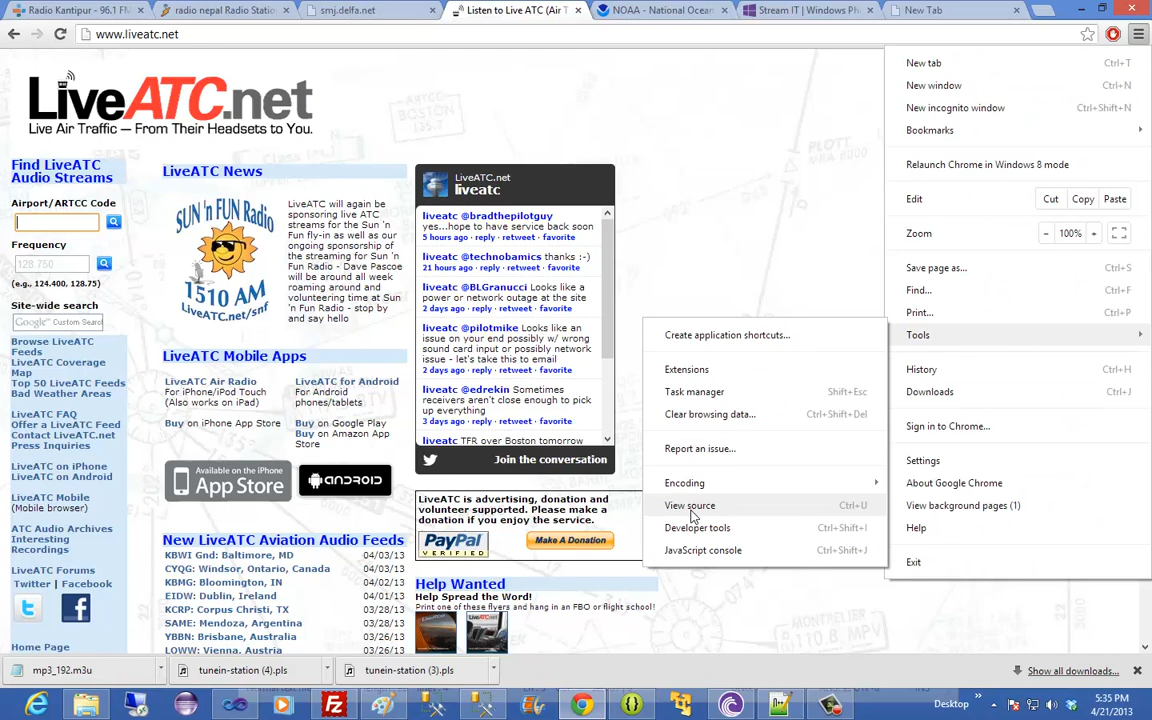 Radio Kantipur - 96.1 FM
radio nepal Radio Stati
smj.delfa.net
Listen to Live ATC (Air T
NOAA - National Ocean
Stream IT | Windows Ph
New Tab
www.liveatc.net
LiveATC.net
Live Air Traffic — From Their Headsets to You.
Find LiveATC
Audio Streams
Airport/ARTCC Code
Frequency
128.750
(e.g., 124.400, 128.75)
Site-wide search
Google™ Custom Search
Browse LiveATC
Feeds
LiveATC Coverage
Map
Top 50 LiveATC Feeds
Bad Weather Areas
LiveATC FAQ
Offer a LiveATC Feed
Contact LiveATC.net
Press Inquiries
LiveATC on iPhone
LiveATC on Android
LiveATC Mobile
(Mobile browser)
ATC Audio Archives
Interesting
Recordings
LiveATC Forums
Twitter | Facebook
Home Page
LiveATC News
SUN 'n FUN Radio
1510 AM
LiveATC.net/snf
LiveATC will again be
sponsoring live ATC
streams for the Sun 'n
Fun fly-in as well as our
ongoing sponsorship of
the streaming for Sun 'n
Fun Radio - Dave Pascoe
will be around all week
roaming around and
volunteering time at Sun
'n Fun Radio - stop by
and say hello
LiveATC Mobile Apps
LiveATC Air Radio
For iPhone/iPod Touch
(Also works on iPad)
Buy on iPhone App Store
Available on the iPhone
App Store
LiveATC for Android
For Android
phones/tablets
Buy on Google Play
Buy on Amazon App
Store
ANDROID
New LiveATC Aviation Audio Feeds
KBWI Gnd: Baltimore, MD 04/03/13
CYQG: Windsor, Ontario, Canada 04/03/13
KBMG: Bloomington, IN 04/02/13
EIDW: Dublin, Ireland 04/02/13
KCRP: Corpus Christi, TX 03/28/13
SAME: Mendoza, Argentina 03/28/13
YBBN: Brisbane, Australia 03/26/13
LOWW: Vienna, Austria 03/25/13
LiveATC.net
liveatc
liveatc @bradthepilotguy
yes...hope to have service back soon
5 hours ago · reply · retweet · favorite
liveatc @technobamics thanks :-)
21 hours ago · reply · retweet · favorite
liveatc @BLGranucci Looks like a
power or network outage at the site
2 days ago · reply · retweet · favorite
liveatc @pilotmike Looks like an
issue on your end possibly w/ wrong
sound card input or possibly network
issue - let's take this to email
2 days ago · reply · retweet · favorite
liveatc @edrekin Sometimes
receivers aren't close enough to pick
up everything
3 days ago · reply · retweet · favorite
liveatc TFR over Boston tomorrow
Join the conversation
LiveATC is advertising, donation and
volunteer supported. Please make a
donation if you enjoy the service.
PayPal
VERIFIED
Make A Donation
Help Wanted
Help Spread the Word!
Print one of these flyers and hang in an FBO or flight school!
Create application shortcuts...
Extensions
Task manager Shift+Esc
Clear browsing data... Ctrl+Shift+Del
Report an issue...
Encoding
View source Ctrl+U
Developer tools Ctrl+Shift+I
JavaScript console Ctrl+Shift+J
New tab Ctrl+T
New window Ctrl+N
New incognito window Ctrl+Shift+N
Bookmarks
Relaunch Chrome in Windows 8 mode
Edit Cut Copy Paste
Zoom - 100% +
Save page as... Ctrl+S
Find... Ctrl+F
Print... Ctrl+P
Tools
History Ctrl+H
Downloads Ctrl+J
Sign in to Chrome...
Settings
About Google Chrome
View background pages (1)
Help
Exit
mp3_192.m3u
tunein-station (4).pls
tunein-station (3).pls
Show all downloads...
Desktop
5:35 PM
4/21/2013